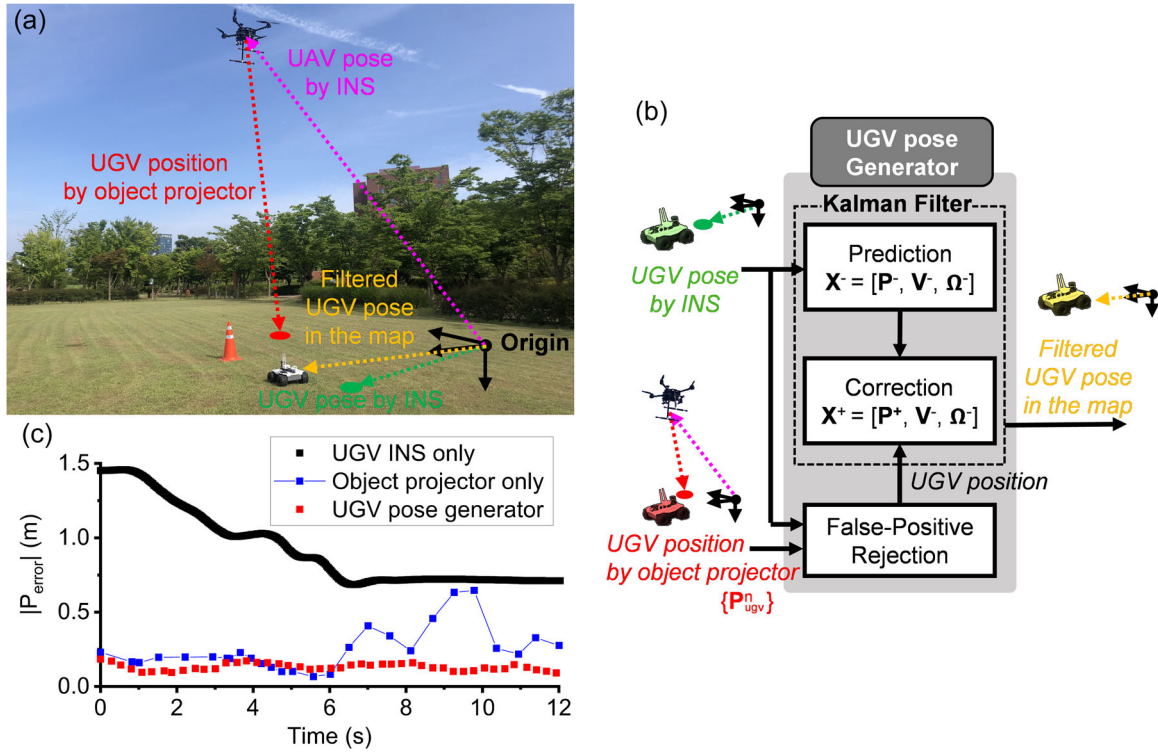 (a)
UAV pose
by INS
UGV position
by object projector
Filtered
UGV pose
in the map
Origin
UGV pose by INS
(b)
UGV pose
Generator
Kalman Filter
UGV pose
by INS
Prediction
X⁻ = [P⁻, V⁻, Ω⁻]
Correction
X⁺ = [P⁺, V⁻, Ω⁻]
Filtered
UGV pose
in the map
UGV position
UGV position
by object projector
{Pⁿugv}
False-Positive
Rejection
(c)
|Perror| (m)
1.5
1.0
0.5
0.0
UGV INS only
Object projector only
UGV pose generator
0 2 4 6 8 10 12
Time (s)